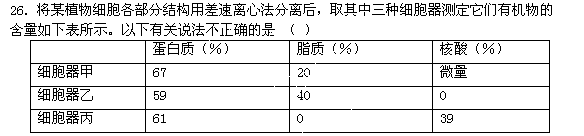 26. 将某植物细胞各部分结构用差速离心法分离后，取其中三种细胞器测定它们有机物的
含量如下表所示。以下有关说法不正确的是 （ ）
蛋白质（%） 脂质（%） 核酸（%）
细胞器甲 67 20 微量
细胞器乙 59 40 0
细胞器丙 61 0 39